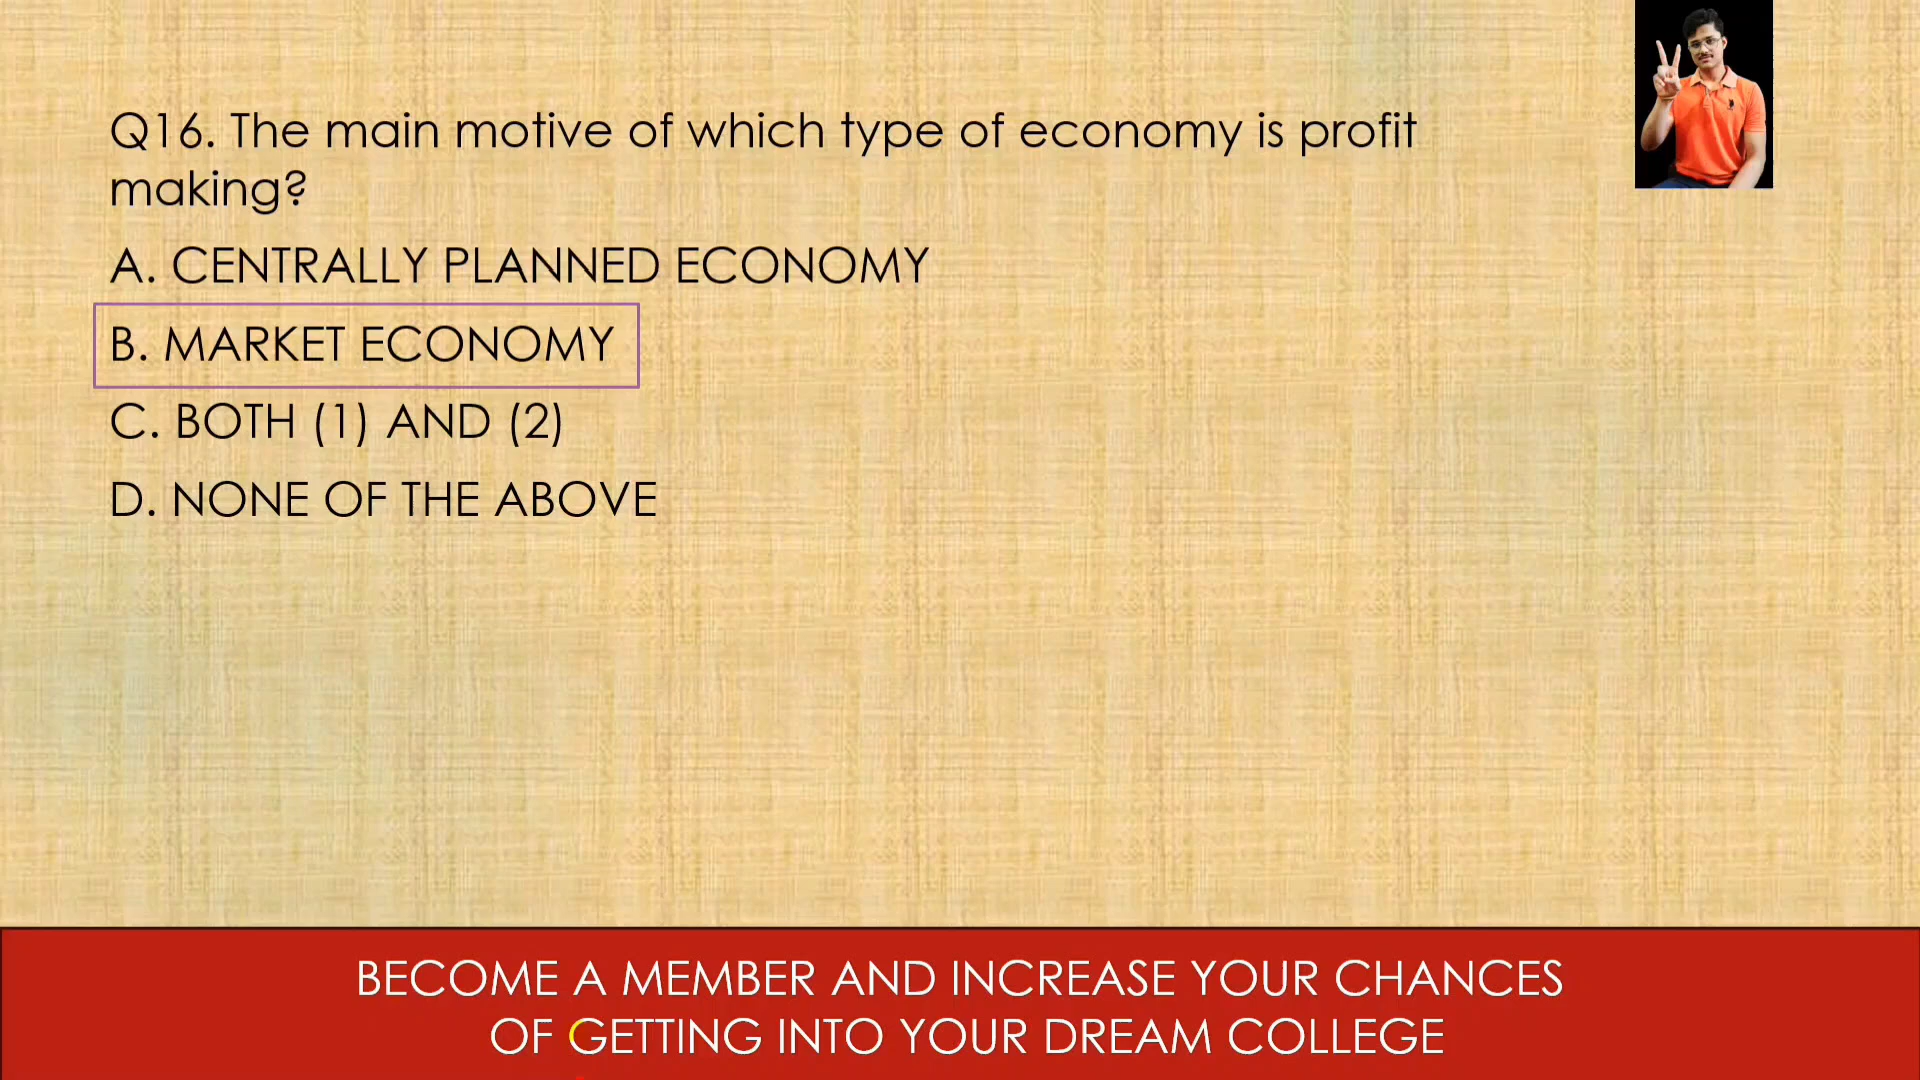 Q16. The main motive of which type of economy is profit
making?
A. CENTRALLY PLANNED ECONOMY
B. MARKET ECONOMY
C. BOTH (1) AND (2)
D. NONE OF THE ABOVE
BECOME A MEMBER AND INCREASE YOUR CHANCES
OF GETTING INTO YOUR DREAM COLLEGE